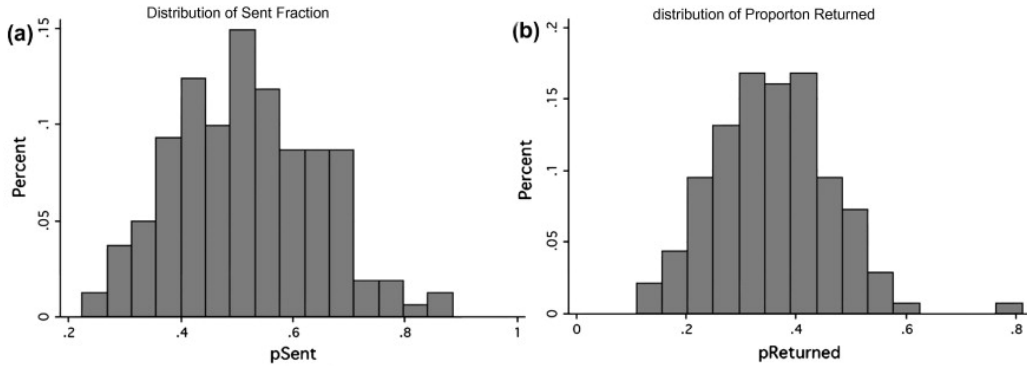 Distribution of Sent Fraction
(a)
.15
.1
.05
0
Percent
.2
.4
.6
.8
1
pSent
distribution of Proporton Returned
(b)
.2
.15
.1
.05
0
Percent
0
.2
.4
.6
.8
pReturned